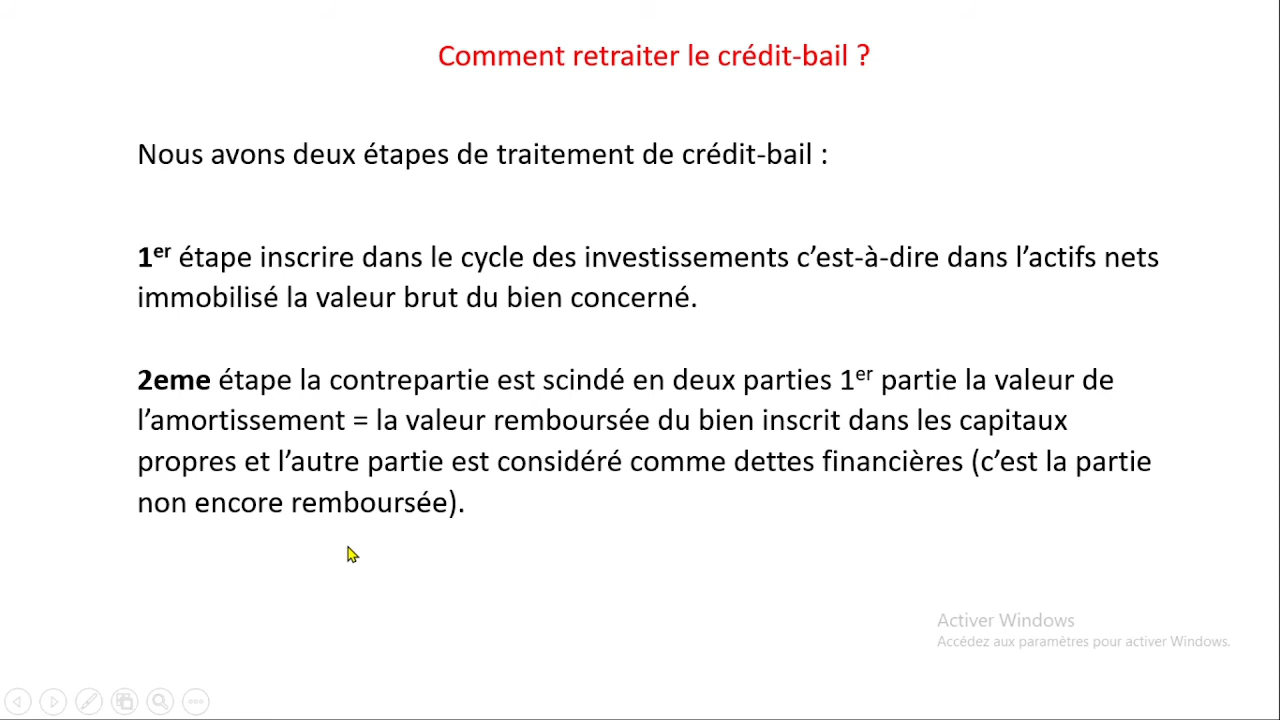 Comment retraiter le crédit-bail ?
Nous avons deux étapes de traitement de crédit-bail :
1er étape inscrire dans le cycle des investissements c’est-à-dire dans l’actifs nets
immobilisé la valeur brut du bien concerné.
2eme étape la contrepartie est scindé en deux parties 1er partie la valeur de
l’amortissement = la valeur remboursée du bien inscrit dans les capitaux
propres et l’autre partie est considéré comme dettes financières (c’est la partie
non encore remboursée).
Activer Windows
Accédez aux paramètres pour activer Windows.